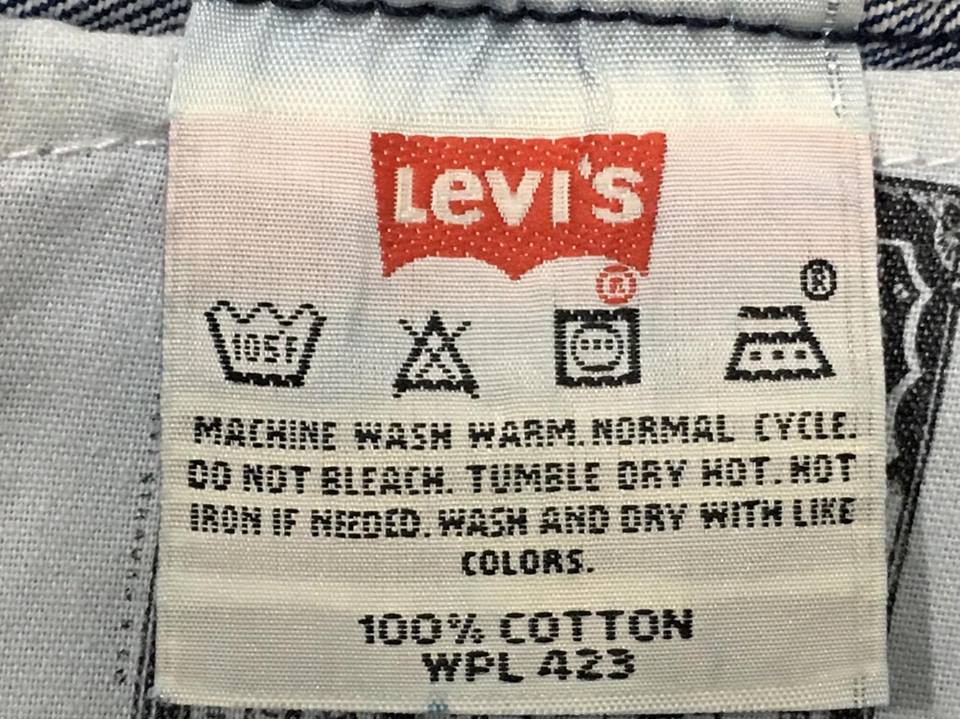 LEVI'S
®
®
105°F
MACHINE WASH WARM. NORMAL CYCLE.
DO NOT BLEACH. TUMBLE DRY HOT. HOT
IRON IF NEEDED. WASH AND DRY WITH LIKE
COLORS.
100% COTTON
WPL 423